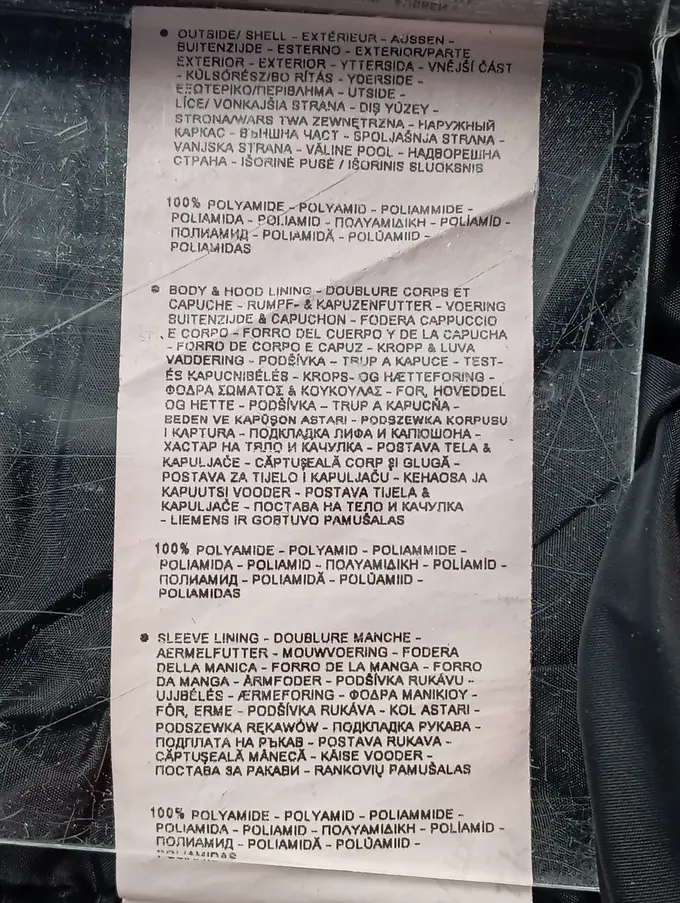 • OUTSIDE/ SHELL - EXTÉRIEUR - AUSSEN -
BUITENZIJDE - ESTERNO - EXTERIOR/PARTE
EXTERIOR - EXTERIOR - YTTERSIDA - VNĚJŠÍ ČÁST
- KÜLSŐRÉSZ/BO RÍTÁS - YDERSIDE -
ΕΞΩΤΕΡΙΚΟ/ΠΕΡΙΒΛΗΜΑ - UTSIDE -
LÍCE/ VONKAJŠIA STRANA - DIŞ YÜZEY -
STRONA/WARS TWA ZEWNĘTRZNA - НАРУЖНЫЙ
КАРКАС - ВЪНШНА ЧАСТ - SPOLJAŠNJA STRANA -
VANJSKA STRANA - VÄLINE POOL - НАДВОРЕШНА
СТРАНА - IŠORINĖ PUSĖ / IŠORINIS SLUOKSNIS
100% POLYAMIDE - POLYAMID - POLIAMMIDE -
POLIAMIDA - POLIAMID - ΠΟΛΥΑΜΙΔΙΚΗ - POLÍAMÍD -
ПОЛИАМИД - POLIAMIDĂ - POLÜAMIID -
POLIAMIDAS
• BODY & HOOD LINING - DOUBLURE CORPS ET
CAPUCHE - RUMPF- & KAPUZENFUTTER - VOERING
BUITENZIJDE & CAPUCHON - FODERA CAPPUCCIO
E CORPO - FORRO DEL CUERPO Y DE LA CAPUCHA
- FORRO DE CORPO E CAPUZ - KROPP & LUVA
VADDERING - PODŠÍVKA - TRUP A KAPUCE - TEST-
ÉS KAPUCNIBÉLÉS - KROPS- OG HÆTTEFORING -
ΦΟΔΡΑ ΣΩΜΑΤΟΣ & ΚΟΥΚΟΥΛΑΣ - FOR, HOVEDDEL
OG HETTE - PODŠÍVKA - TRUP A KAPUCŇA -
BEDEN VE KAPÜŞON ASTARI - PODSZEWKA KORPUSU
I KAPTURA - ПОДКЛАДКА ЛИФА И КАПЮШОНА -
ХАСТАР НА ТЯЛО И КАЧУЛКА - POSTAVA TELA &
KAPULJAČE - CĂPTUŞEALĂ CORP ŞI GLUGĂ -
POSTAVA ZA TIJELO I KAPULJAČU - KEHAOSA JA
KAPUUTSI VOODER - POSTAVA TIJELA &
KAPULJAČE - ПОСТАВА НА ТЕЛО И КАЧУЛКА
- LIEMENS IR GOBTUVO PAMUŠALAS
100% POLYAMIDE - POLYAMID - POLIAMMIDE -
POLIAMIDA - POLIAMID - ΠΟΛΥΑΜΙΔΙΚΗ - POLÍAMÍD -
ПОЛИАМИД - POLIAMIDĂ - POLÜAMIID -
POLIAMIDAS
• SLEEVE LINING - DOUBLURE MANCHE -
AERMELFUTTER - MOUWVOERING - FODERA
DELLA MANICA - FORRO DE LA MANGA - FORRO
DA MANGA - ÄRMFODER - PODŠÍVKA RUKÁVU -
UJJBÉLÉS - ÆRMEFORING - ΦΟΔΡΑ ΜΑΝΙΚΙΟΥ -
FÔR, ERME - PODŠÍVKA RUKÁVA - KOL ASTARI -
PODSZEWKA RĘKAWÓW - ПОДКЛАДКА РУКАВА -
ПОДПЛАТА НА РЪКАВ - POSTAVA RUKAVA -
CĂPTUŞEALĂ MÂNECĂ - KÄISE VOODER -
ПОСТАВА ЗА РАКАВИ - RANKOVIŲ PAMUŠALAS
100% POLYAMIDE - POLYAMID - POLIAMMIDE -
POLIAMIDA - POLIAMID - ΠΟΛΥΑΜΙΔΙΚΗ - POLÍAMÍD -
ПОЛИАМИД - POLIAMIDĂ - POLÜAMIID -
POLIAMIDAS